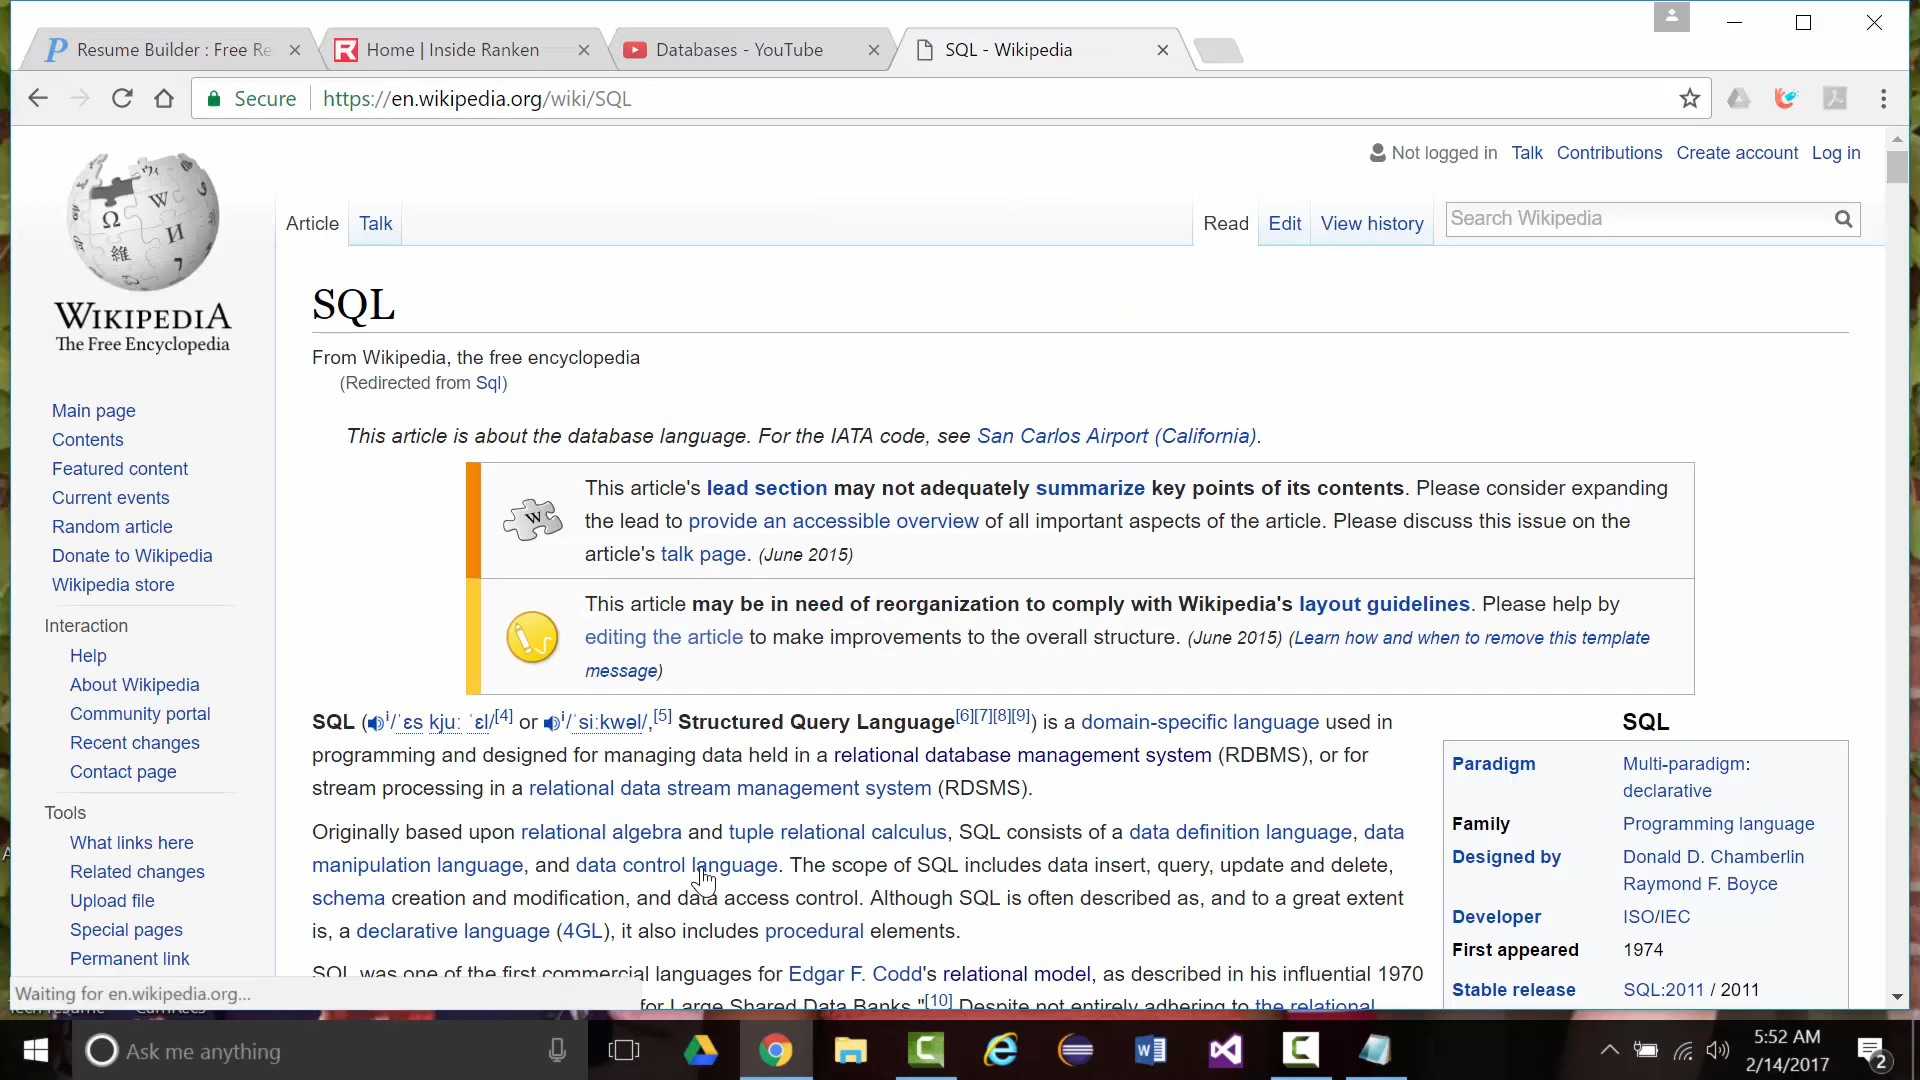 Resume Builder : Free Re
Home | Inside Ranken
Databases - YouTube
SQL - Wikipedia
Secure
https://en.wikipedia.org/wiki/SQL
Not logged in Talk Contributions Create account Log in
Article Talk
Read Edit View history
Search Wikipedia
WIKIPEDIA
The Free Encyclopedia
Main page
Contents
Featured content
Current events
Random article
Donate to Wikipedia
Wikipedia store
Interaction
Help
About Wikipedia
Community portal
Recent changes
Contact page
Tools
What links here
Related changes
Upload file
Special pages
Permanent link
SQL
From Wikipedia, the free encyclopedia
(Redirected from Sql)
This article is about the database language. For the IATA code, see San Carlos Airport (California).
This article's lead section may not adequately summarize key points of its contents. Please consider expanding
the lead to provide an accessible overview of all important aspects of the article. Please discuss this issue on the
article's talk page. (June 2015)
This article may be in need of reorganization to comply with Wikipedia's layout guidelines. Please help by
editing the article to make improvements to the overall structure. (June 2015) (Learn how and when to remove this template
message)
SQL (i/ˈɛs kjuː ˈɛl/[4] or i/ˈsiːkwəl/,[5] Structured Query Language[6][7][8][9]) is a domain-specific language used in
programming and designed for managing data held in a relational database management system (RDBMS), or for
stream processing in a relational data stream management system (RDSMS).
Originally based upon relational algebra and tuple relational calculus, SQL consists of a data definition language, data
manipulation language, and data control language. The scope of SQL includes data insert, query, update and delete,
schema creation and modification, and data access control. Although SQL is often described as, and to a great extent
is, a declarative language (4GL), it also includes procedural elements.
SQL was one of the first commercial languages for Edgar F. Codd's relational model, as described in his influential 1970
for Large Shared Data Banks."[10] Despite not entirely adhering to the relational
SQL
Paradigm Multi-paradigm:
declarative
Family Programming language
Designed by Donald D. Chamberlin
Raymond F. Boyce
Developer ISO/IEC
First appeared 1974
Stable release SQL:2011 / 2011
Waiting for en.wikipedia.org...
Ask me anything
5:52 AM
2/14/2017
2